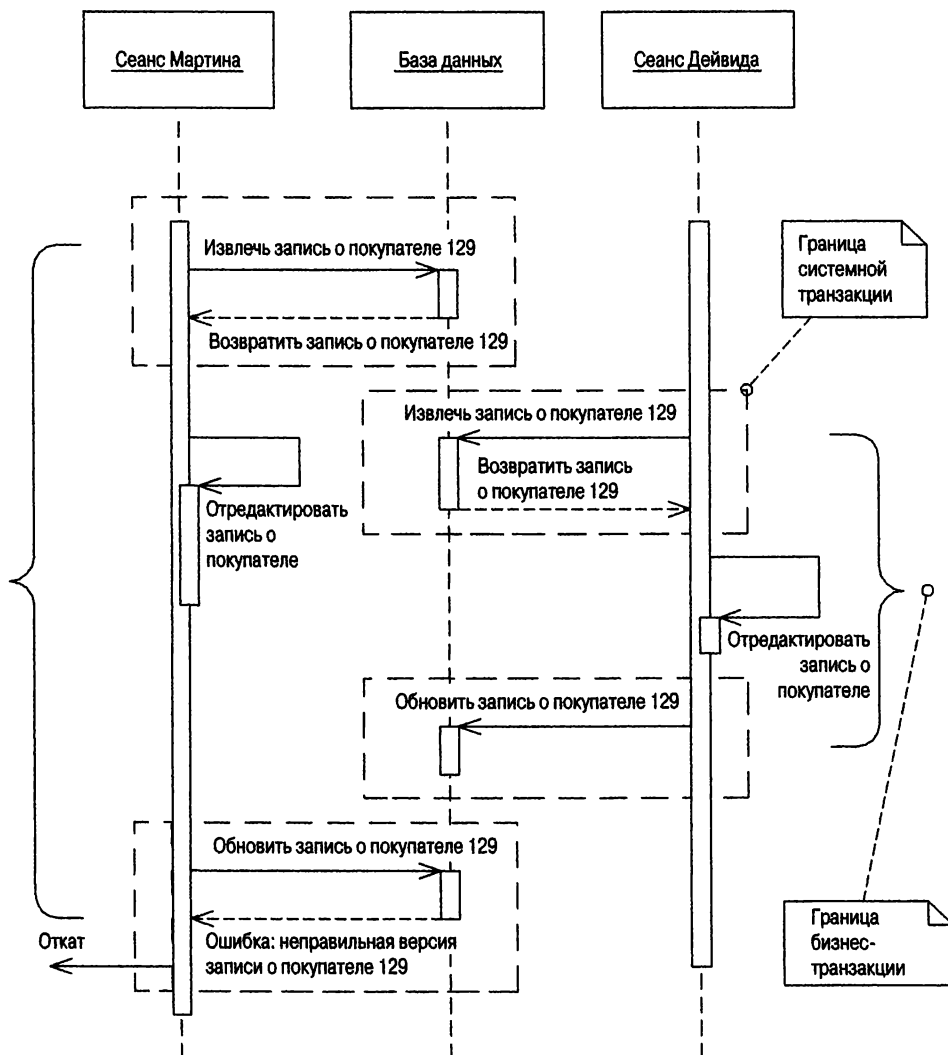 Сеанс Мартина
База данных
Сеанс Дейвида
Извлечь запись о покупателе 129
Возвратить запись о покупателе 129
Граница
системной
транзакции
Извлечь запись о покупателе 129
Возвратить запись
о покупателе 129
Отредактировать
запись о
покупателе
Отредактировать
запись о
покупателе
Обновить запись о покупателе 129
Обновить запись о покупателе 129
Ошибка: неправильная версия
записи о покупателе 129
Откат
Граница
бизнес-
транзакции